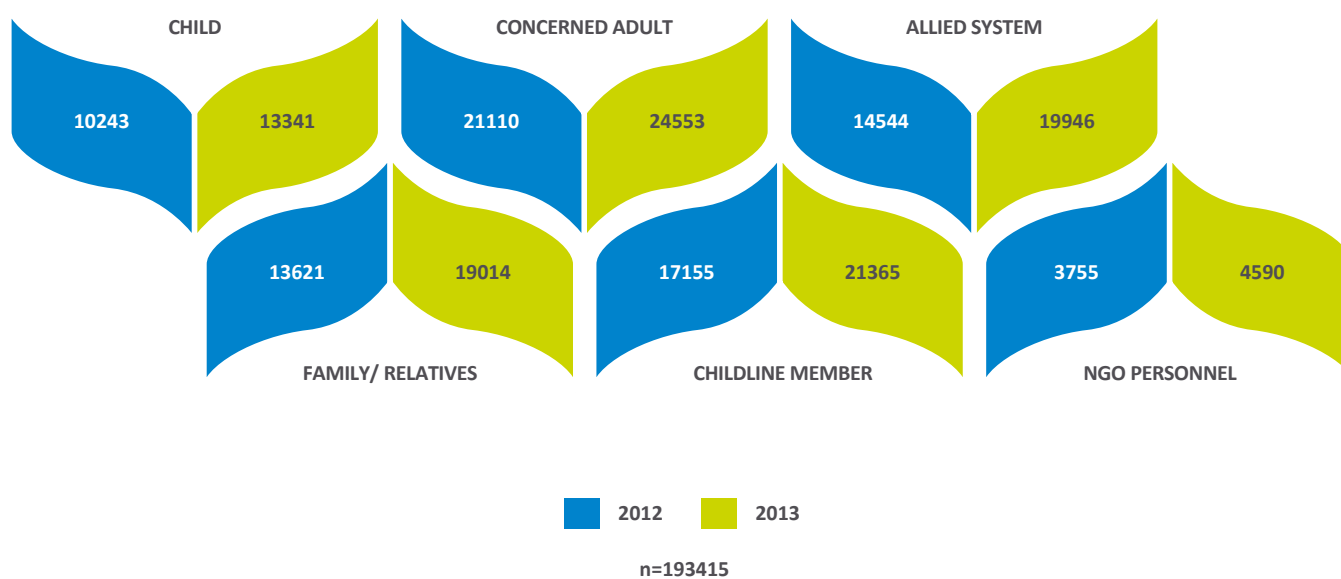 CHILD CONCERNED ADULT ALLIED SYSTEM
10243 13341 21110 24553 14544 19946
13621 19014 17155 21365 3755 4590
FAMILY/ RELATIVES CHILDLINE MEMBER NGO PERSONNEL
2012 2013
n=193415